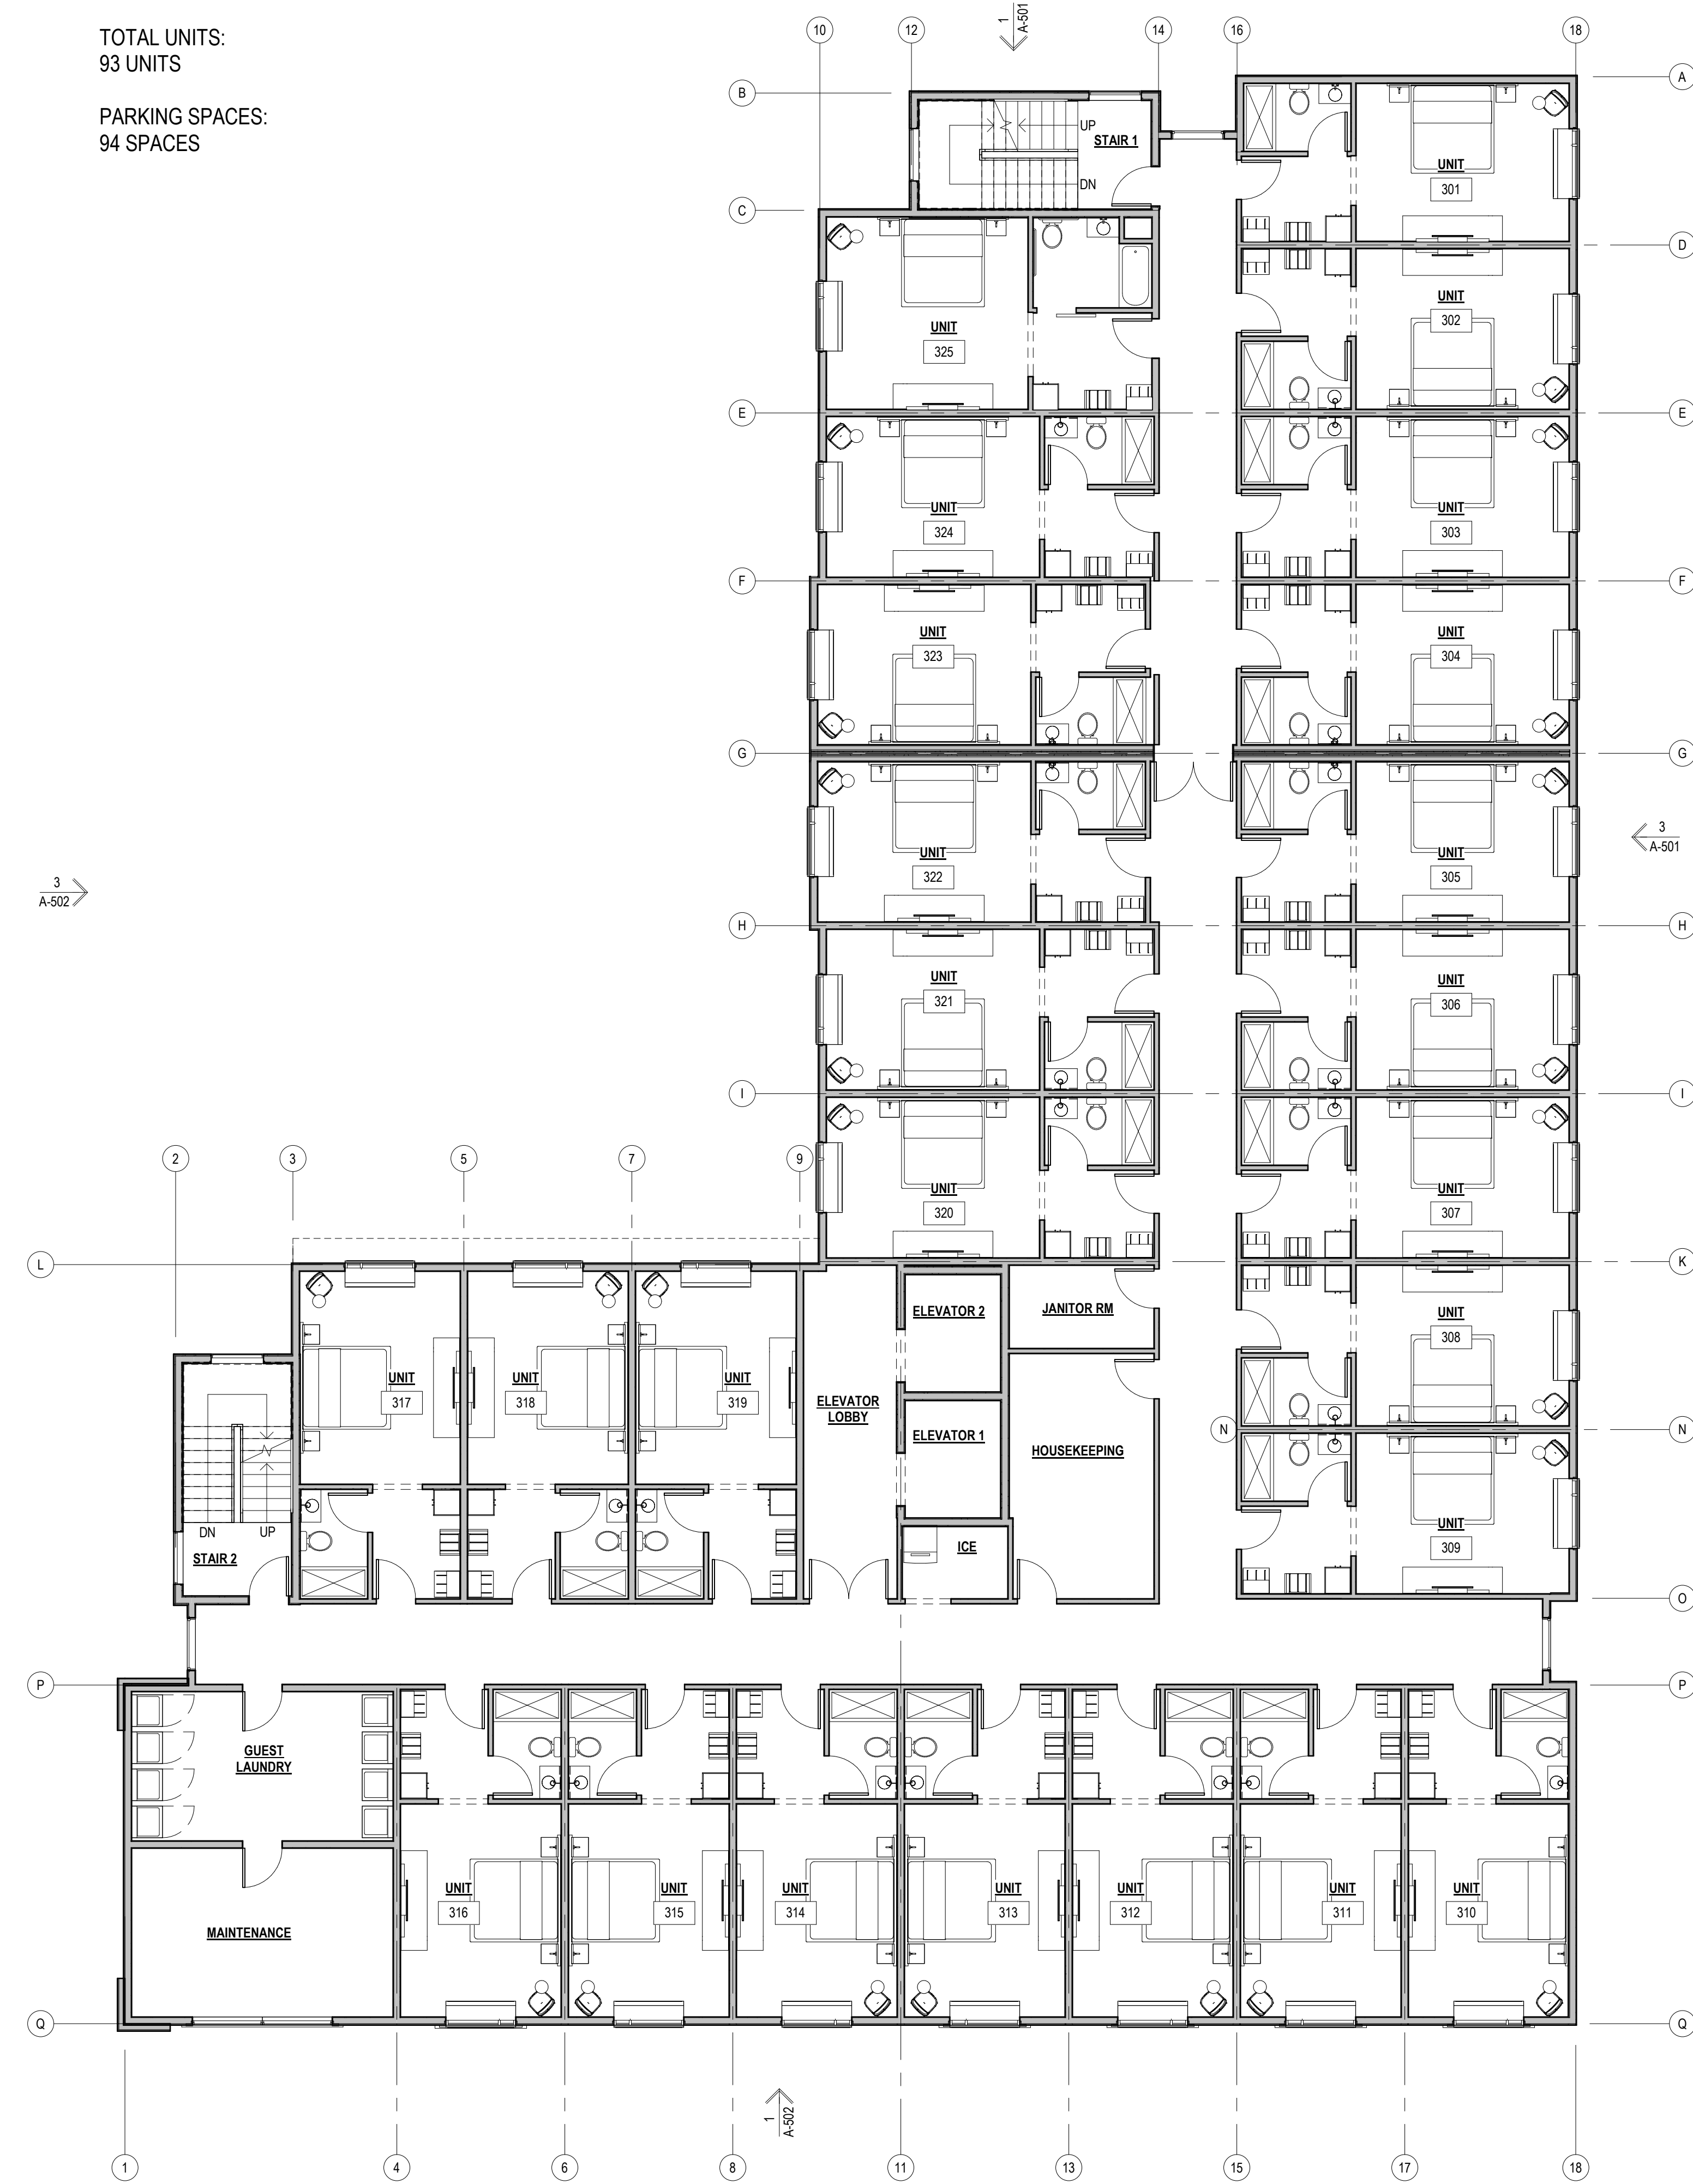 TOTAL UNITS:
93 UNITS
PARKING SPACES:
94 SPACES
10
12
1
A-501
14
16
18
A
B
UP
STAIR 1
DN
UNIT
301
C
D
UNIT
302
UNIT
325
E
E
UNIT
324
UNIT
303
F
F
UNIT
323
UNIT
304
G
G
3
A-501
UNIT
322
UNIT
305
3
A-502
H
H
UNIT
321
UNIT
306
I
I
2
3
5
7
9
UNIT
320
UNIT
307
L
K
ELEVATOR 2
JANITOR RM
UNIT
308
UNIT
317
UNIT
318
UNIT
319
ELEVATOR
LOBBY
ELEVATOR 1
HOUSEKEEPING
N
N
DN
UP
STAIR 2
ICE
UNIT
309
O
P
P
GUEST
LAUNDRY
MAINTENANCE
UNIT
316
UNIT
315
UNIT
314
UNIT
313
UNIT
312
UNIT
311
UNIT
310
Q
Q
1
A-502
1
4
6
8
11
13
15
17
18